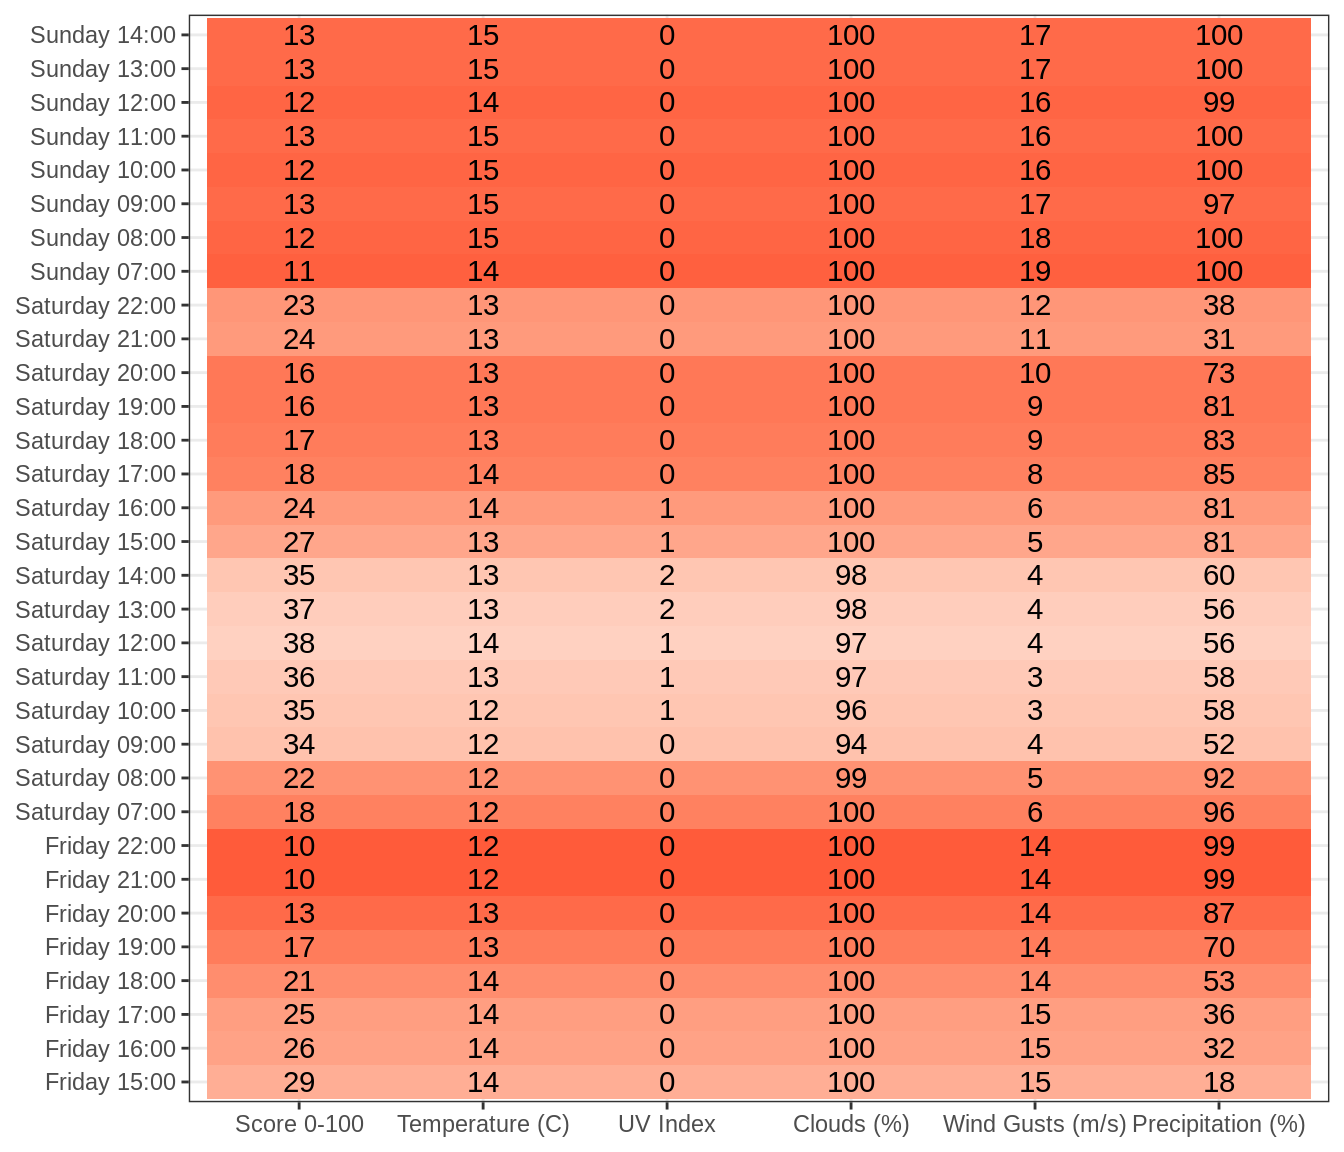 Sunday 14:00 13 15 0 100 17 100
Sunday 13:00 13 15 0 100 17 100
Sunday 12:00 12 14 0 100 16 99
Sunday 11:00 13 15 0 100 16 100
Sunday 10:00 12 15 0 100 16 100
Sunday 09:00 13 15 0 100 17 97
Sunday 08:00 12 15 0 100 18 100
Sunday 07:00 11 14 0 100 19 100
Saturday 22:00 23 13 0 100 12 38
Saturday 21:00 24 13 0 100 11 31
Saturday 20:00 16 13 0 100 10 73
Saturday 19:00 16 13 0 100 9 81
Saturday 18:00 17 13 0 100 9 83
Saturday 17:00 18 14 0 100 8 85
Saturday 16:00 24 14 1 100 6 81
Saturday 15:00 27 13 1 100 5 81
Saturday 14:00 35 13 2 98 4 60
Saturday 13:00 37 13 2 98 4 56
Saturday 12:00 38 14 1 97 4 56
Saturday 11:00 36 13 1 97 3 58
Saturday 10:00 35 12 1 96 3 58
Saturday 09:00 34 12 0 94 4 52
Saturday 08:00 22 12 0 99 5 92
Saturday 07:00 18 12 0 100 6 96
Friday 22:00 10 12 0 100 14 99
Friday 21:00 10 12 0 100 14 99
Friday 20:00 13 13 0 100 14 87
Friday 19:00 17 13 0 100 14 70
Friday 18:00 21 14 0 100 14 53
Friday 17:00 25 14 0 100 15 36
Friday 16:00 26 14 0 100 15 32
Friday 15:00 29 14 0 100 15 18
Score 0-100 Temperature (C) UV Index Clouds (%) Wind Gusts (m/s) Precipitation (%)